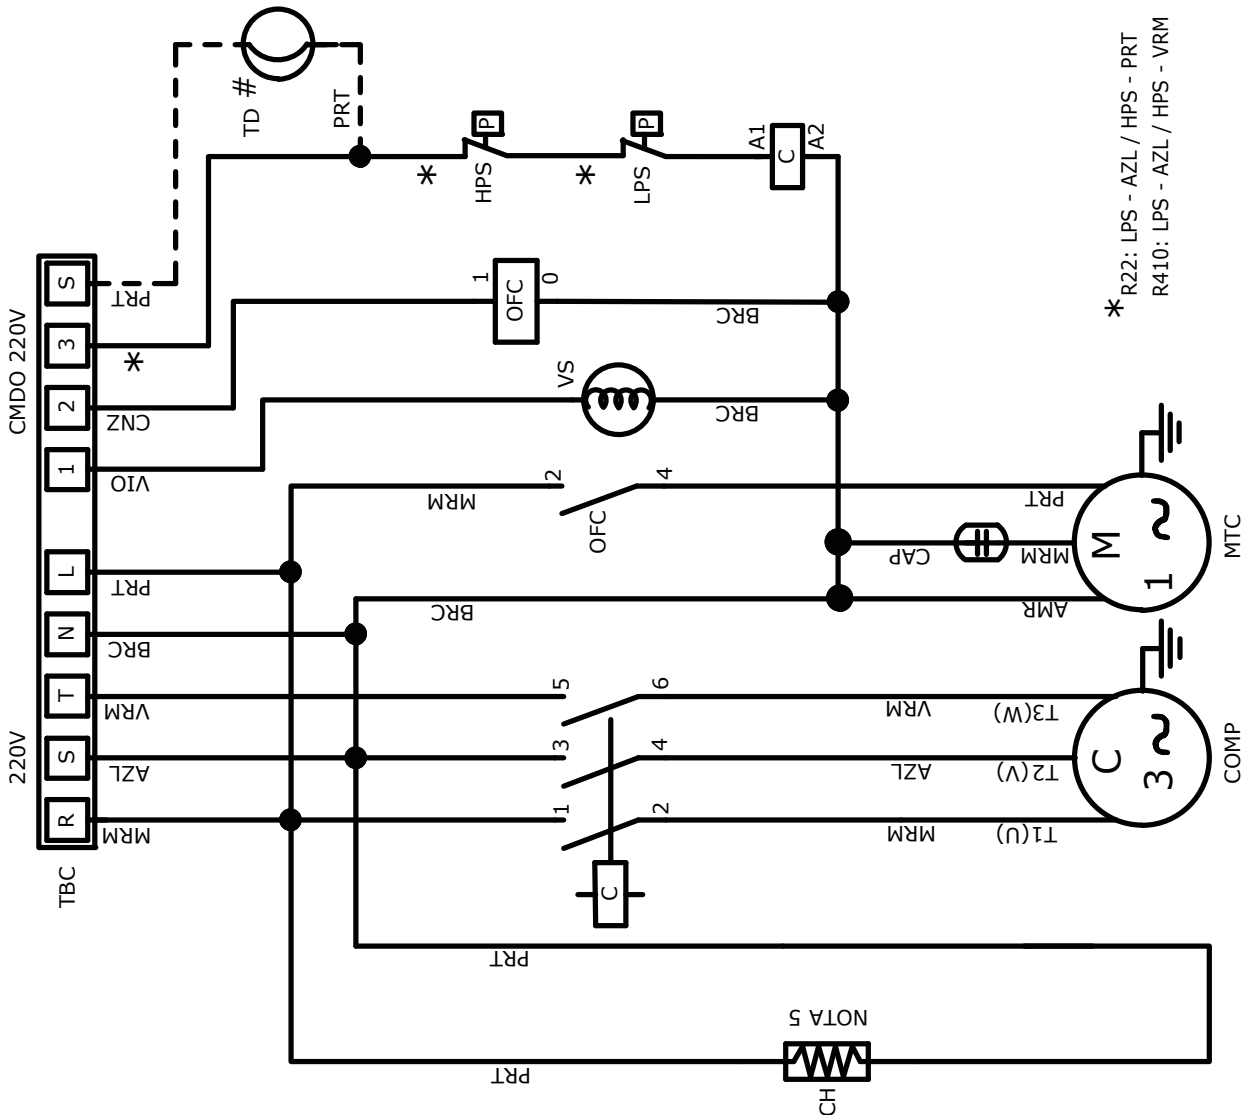 220V
CMDO 220V
TBC
R
S
T
N
L
1
2
3
S
MRM
AZL
VRM
BRC
PRT
VIO
CNZ
*
PRT
TD #
PRT
*
HPS
P
*
LPS
P
A1
C
A2
1
OFC
0
BRC
VS
BRC
MRM
2
OFC
4
PRT
BRC
CAP
MRM
AMR
M
1
MTC
5
6
VRM
T3(W)
3
4
AZL
T2(V)
1
2
MRM
T1(U)
C
C
3
COMP
PRT
NOTA 5
CH
PRT
* R22: LPS - AZL / HPS - PRT
R410: LPS - AZL / HPS - VRM